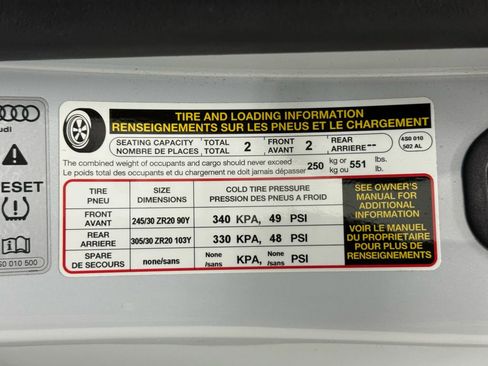 udi
RESET
S0 010 500
TIRE AND LOADING INFORMATION
RENSEIGNEMENTS SUR LES PNEUS ET LE CHARGEMENT
SEATING CAPACITY TOTAL 2 FRONT 2 REAR --
NOMBRE DE PLACES TOTAL AVANT ARRIERE
4S0 010
502 AL
The combined weight of occupants and cargo should never exceed 250 kg or 551 lbs.
Le poids total des occupants et du chargement ne doit jamais dépasser kg ou lb.
TIRE SIZE COLD TIRE PRESSURE
PNEU DIMENSIONS PRESSION DES PNEUS A FROID
FRONT
AVANT 245/30 ZR20 90Y 340 KPA, 49 PSI
REAR
ARRIERE 305/30 ZR20 103Y 330 KPA, 48 PSI
SPARE
DE SECOURS none/sans None/sans KPA, None/sans PSI
SEE OWNER'S
MANUAL FOR
ADDITIONAL
INFORMATION
VOIR LE MANUEL
DU PROPRIETAIRE
POUR PLUS DE
RENSEIGNEMENTS